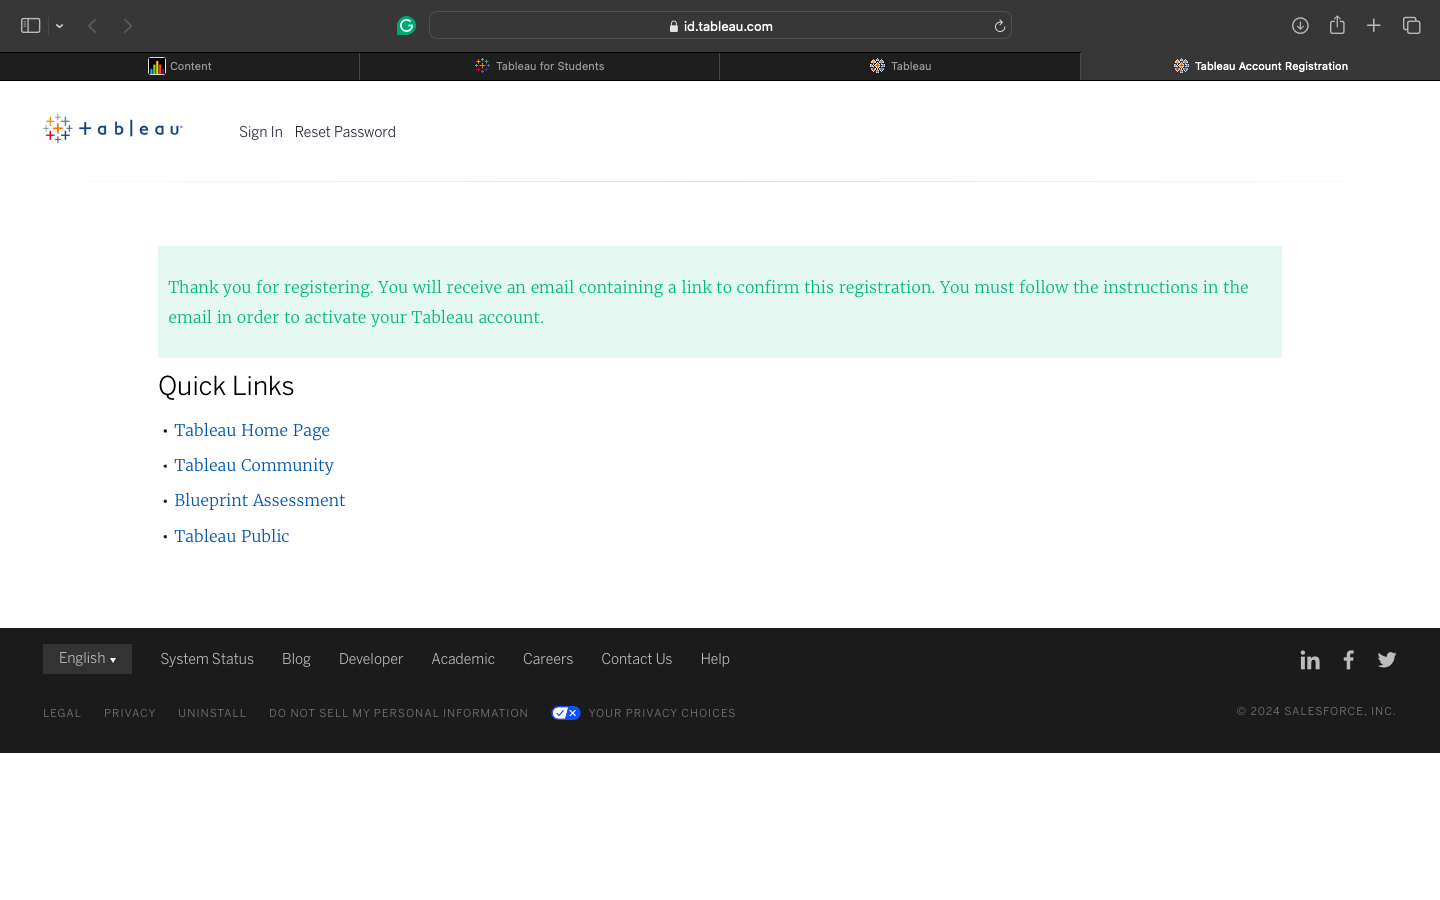 id.tableau.com
Content
Tableau for Students
Tableau
Tableau Account Registration
tableau
Sign In Reset Password
Thank you for registering. You will receive an email containing a link to confirm this registration. You must follow the instructions in the
email in order to activate your Tableau account.
Quick Links
• Tableau Home Page
• Tableau Community
• Blueprint Assessment
• Tableau Public
English System Status Blog Developer Academic Careers Contact Us Help
LEGAL PRIVACY UNINSTALL DO NOT SELL MY PERSONAL INFORMATION YOUR PRIVACY CHOICES © 2024 SALESFORCE, INC.